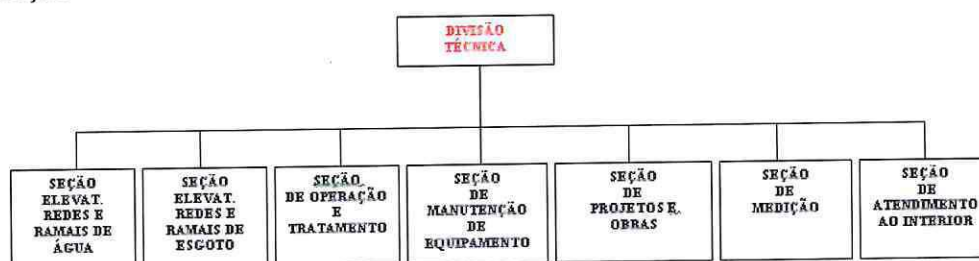 DIVISÃO
TÉCNICA
SEÇÃO
ELEVAT.
REDES E
RAMAIS DE
ÁGUA
SEÇÃO
ELEVAT.
REDES E
RAMAIS DE
ESGOTO
SEÇÃO
DE OPERAÇÃO
E
TRATAMENTO
SEÇÃO
DE
MANUTENÇÃO
DE
EQUIPAMENTO
SEÇÃO
DE
PROJETOS E
OBRAS
SEÇÃO
DE
MEDIÇÃO
SEÇÃO
DE
ATENDIMENTO
AO INTERIOR